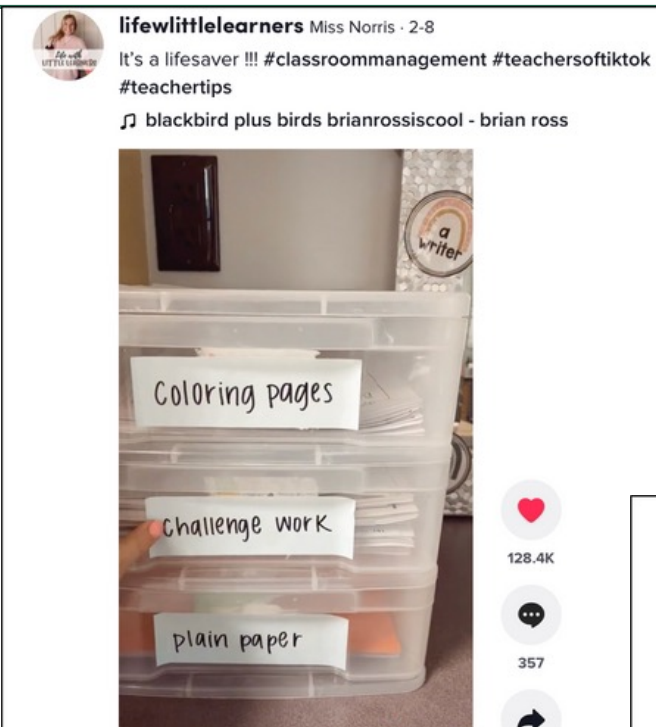 lifewlittlelearners Miss Norris · 2-8
It's a lifesaver !!! #classroommanagement #teachersoftiktok
#teachertips
♫ blackbird plus birds brianrossiscool - brian ross
a
writer
Coloring pages
challenge work
plain paper
128.4K
357